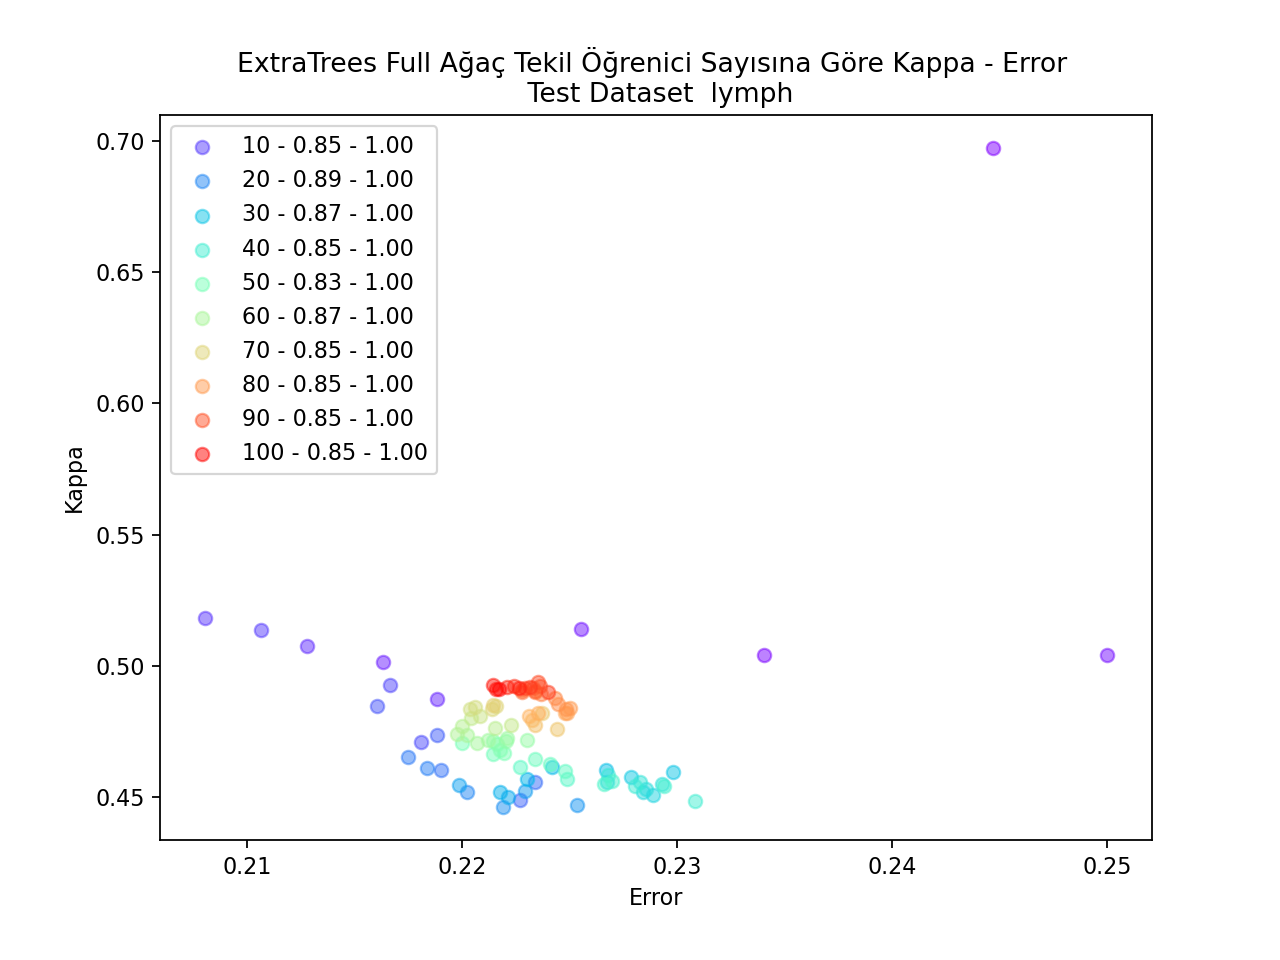 ExtraTrees Full Ağaç Tekil Öğrenici Sayısına Göre Kappa - Error
Test Dataset  lymph
0.70
0.65
0.60
0.55
0.50
0.45
Kappa
10 - 0.85 - 1.00
20 - 0.89 - 1.00
30 - 0.87 - 1.00
40 - 0.85 - 1.00
50 - 0.83 - 1.00
60 - 0.87 - 1.00
70 - 0.85 - 1.00
80 - 0.85 - 1.00
90 - 0.85 - 1.00
100 - 0.85 - 1.00
0.21 0.22 0.23 0.24 0.25
Error